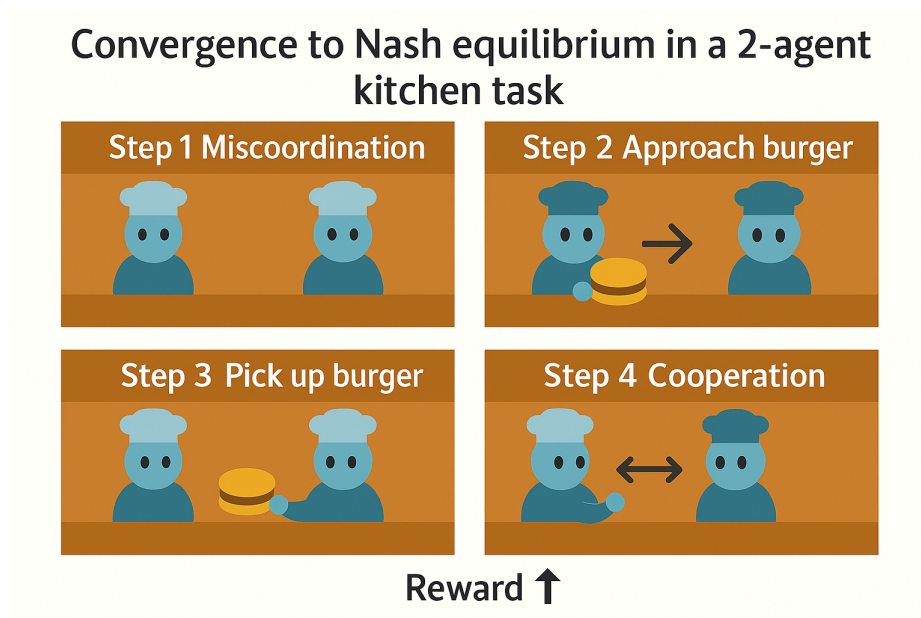 Convergence to Nash equilibrium in a 2-agent
kitchen task
Step 1 Miscoordination
Step 2 Approach burger
Step 3 Pick up burger
Step 4 Cooperation
Reward ↑